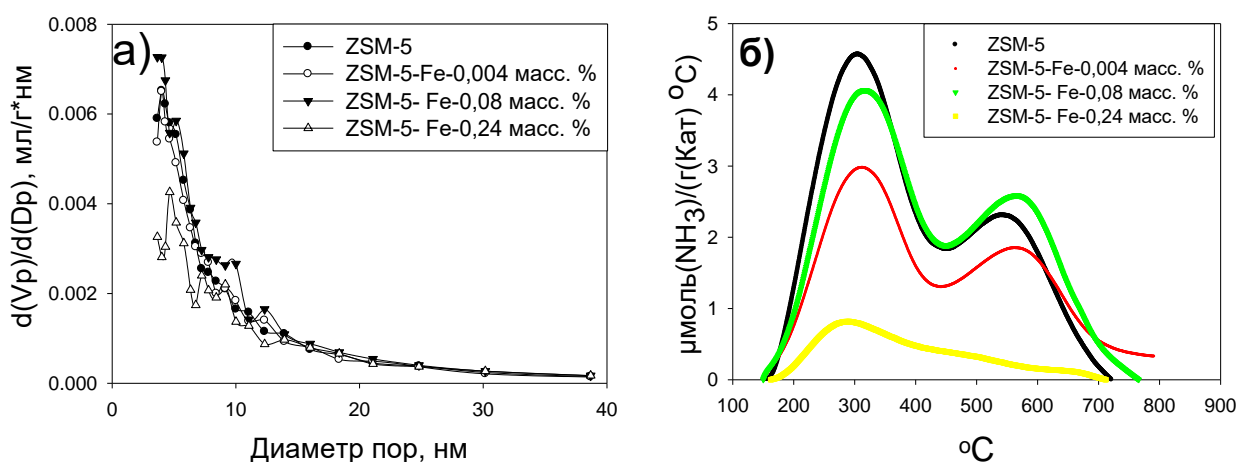 а)
0.008
0.006
0.004
0.002
0.000
d(Vp)/d(Dp), мл/г*нм
ZSM-5
ZSM-5-Fe-0,004 масс. %
ZSM-5- Fe-0,08 масс. %
ZSM-5- Fe-0,24 масс. %
0 10 20 30 40
Диаметр пор, нм
б)
5
4
3
2
1
0
μмоль(NH3)/(г(Кат) °C)
ZSM-5
ZSM-5-Fe-0,004 масс. %
ZSM-5- Fe-0,08 масс. %
ZSM-5- Fe-0,24 масс. %
100 200 300 400 500 600 700 800 900
°C